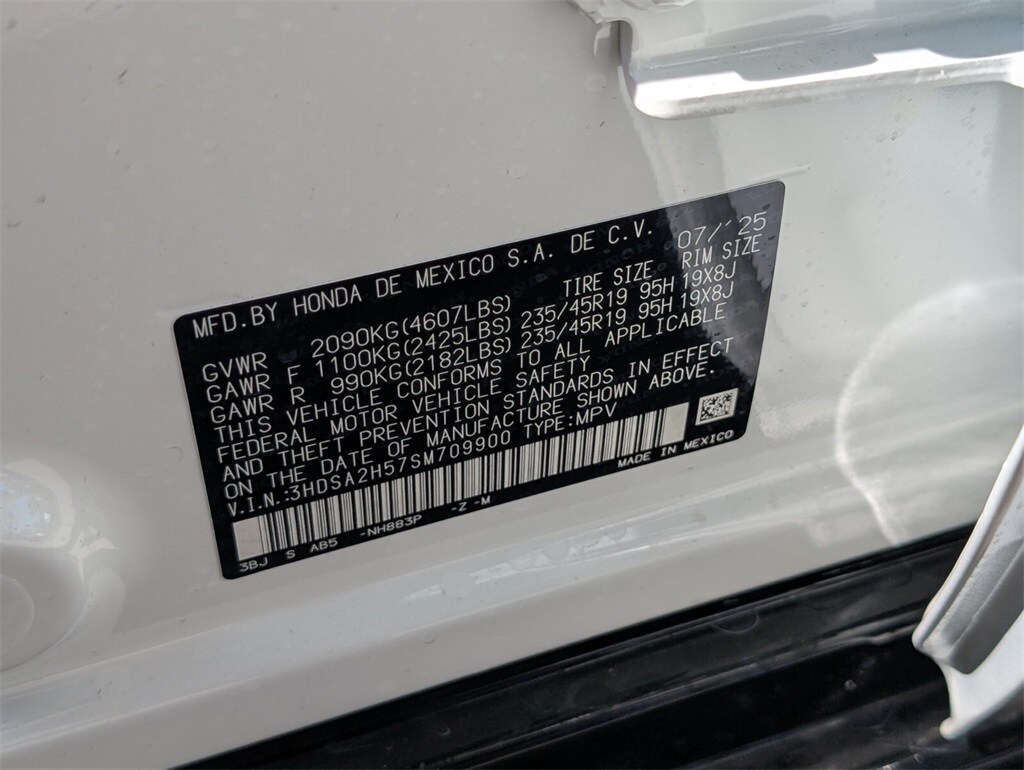 MFD.BY HONDA DE MEXICO S.A. DE C.V. 07/'25
TIRE SIZE RIM SIZE
GVWR 2090KG(4607LBS)
GAWR F 1100KG(2425LBS) 235/45R19 95H 19X8J
GAWR R 990KG(2182LBS) 235/45R19 95H 19X8J
THIS VEHICLE CONFORMS TO ALL APPLICABLE
FEDERAL MOTOR VEHICLE SAFETY
AND THEFT PREVENTION STANDARDS IN EFFECT
ON THE DATE OF MANUFACTURE SHOWN ABOVE.
V.I.N.:3HDSA2H57SM709900 TYPE:MPV
MADE IN MEXICO
3BJ S AB5 -NH883P -Z -M